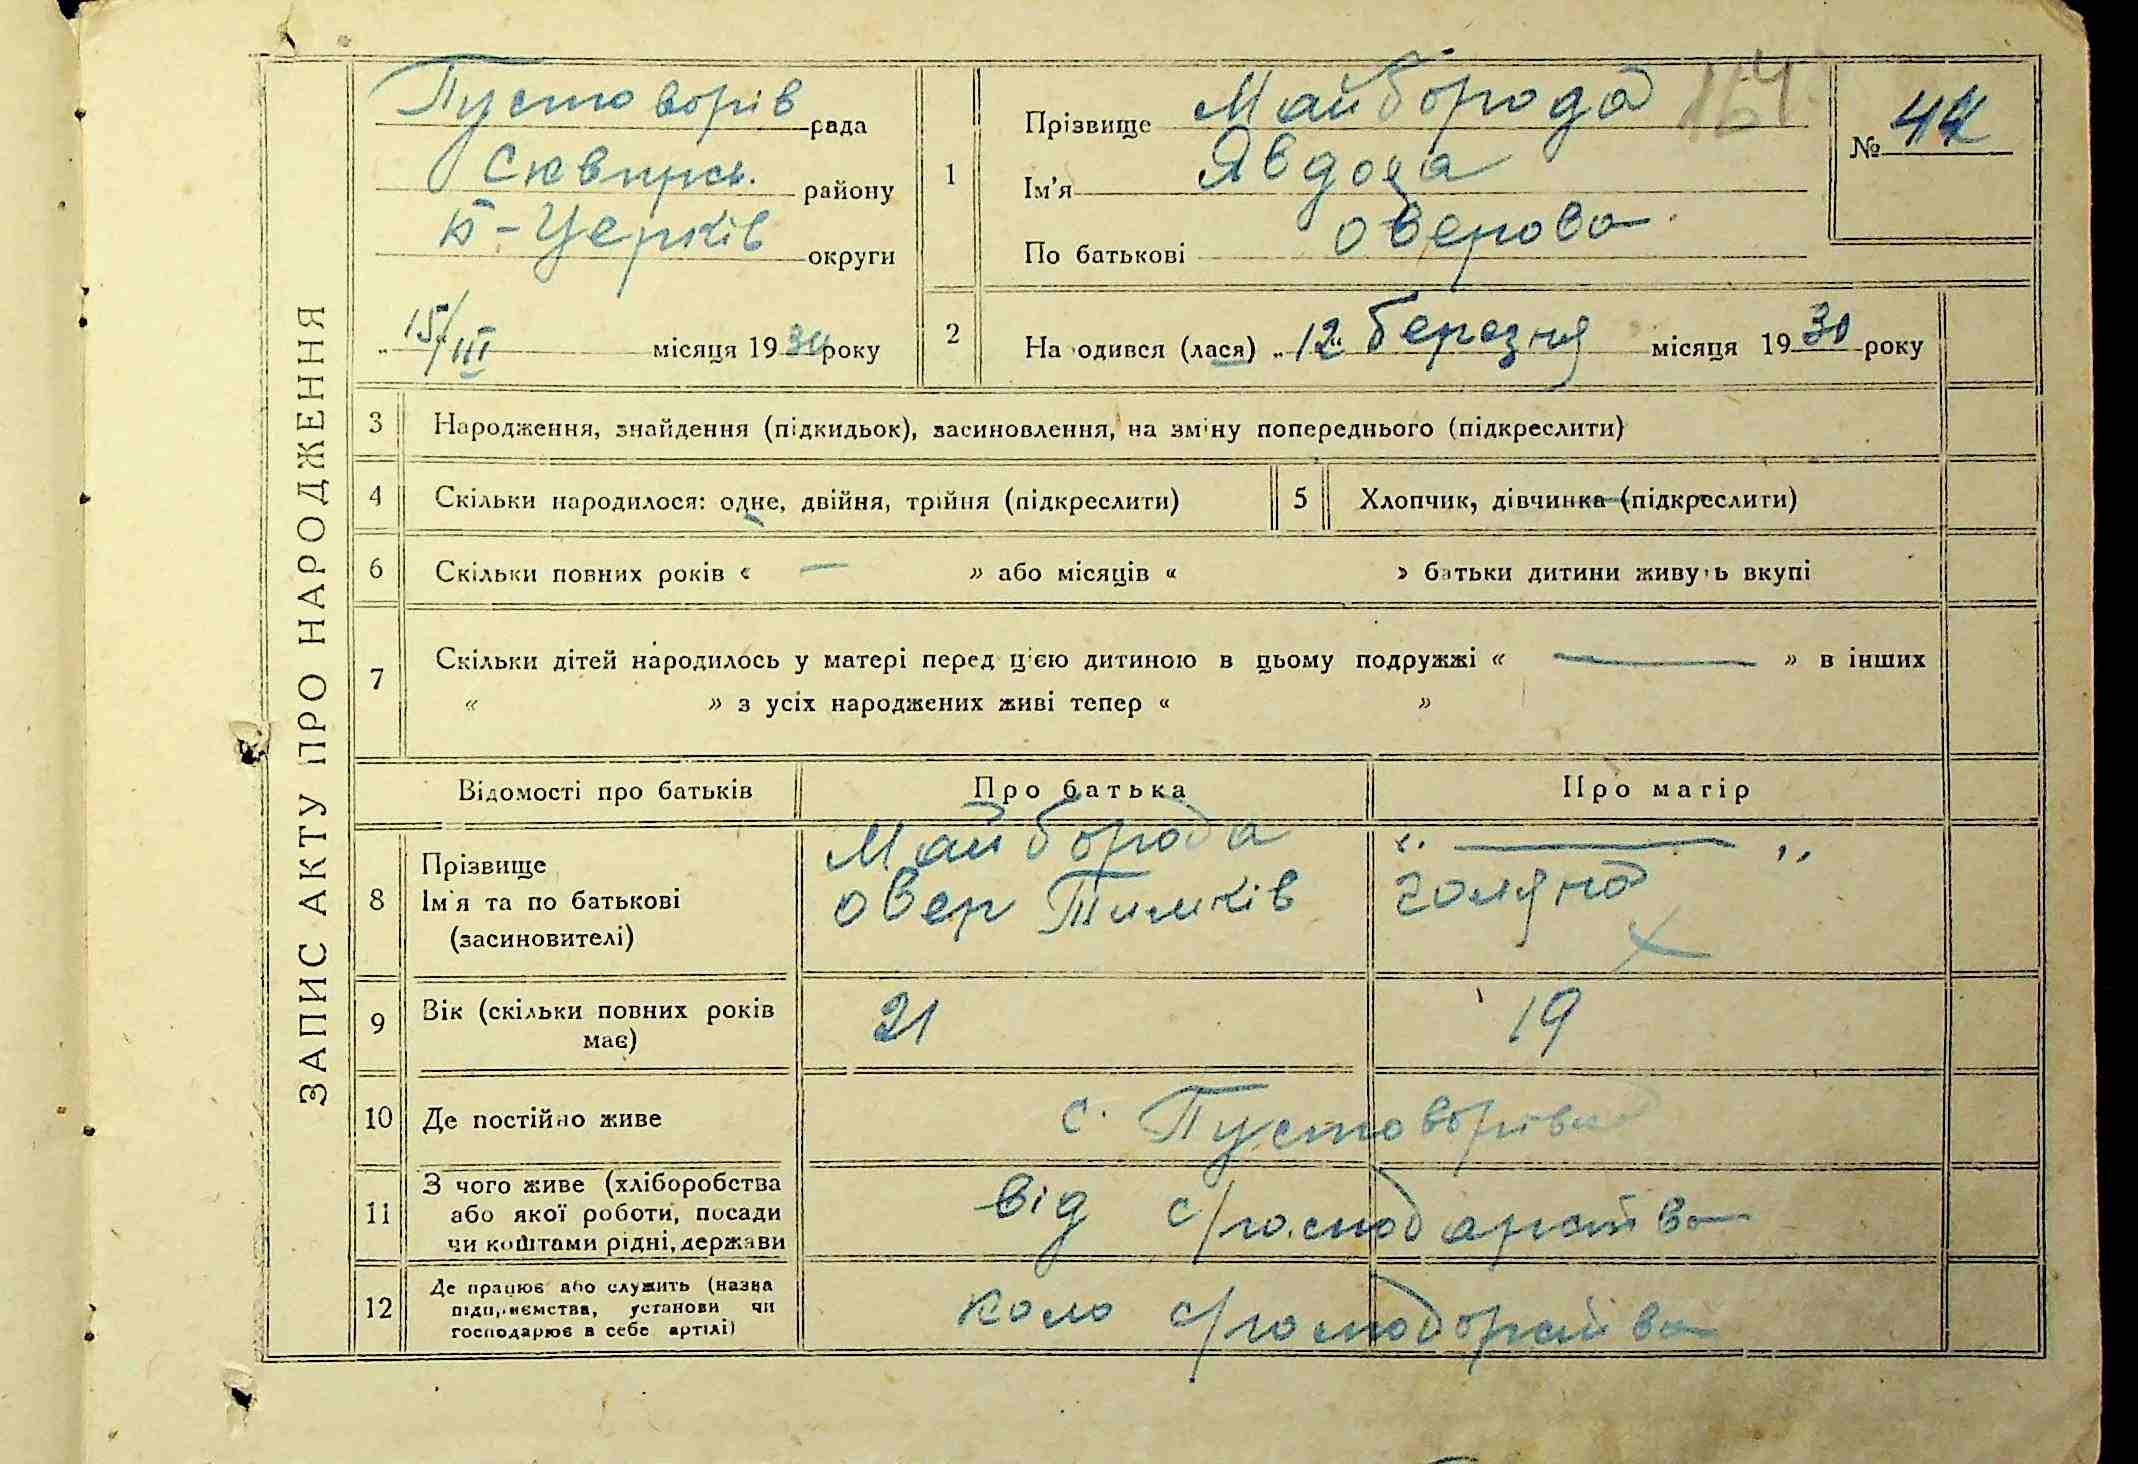 ЗАПИС АКТУ ПРО НАРОДЖЕННЯ
Пустоворів рада
Сквирсь. району
Б-Церків округи
„15/III місяця 1930 року
1
Прізвище Майборода 164
Ім'я Явдоха
По батькові Оверова
№ 44
2 На одився (лася) „12" березня місяця 1930 року
3 Народження, знайдення (підкидьок), засиновлення, на зміну попереднього (підкреслити)
4 Скільки народилося: одне, двійня, трійня (підкреслити) 5 Хлопчик, дівчинка (підкреслити)
6 Скільки повних років « — » або місяців « » батьки дитини живуть вкупі
7 Скільки дітей народилось у матері перед цією дитиною в цьому подружжі « — » в інших
« » з усіх народжених живі тепер « »
Відомості про батьків Про батька Про матір
8 Прізвище Майборода „ — „
Ім'я та по батькові Овер Тимків
(засиновителі)
9 Вік (скільки повних років має) 21 19
10 Де постійно живе с. Пустоворівка
11 З чого живе (хліборобства від с/господарства
або якої роботи, посади
чи коштами рідні, держави
12 Де працює або служить (назва коло с/господарства
підприємства, установи чи
господарює в себе артілі)